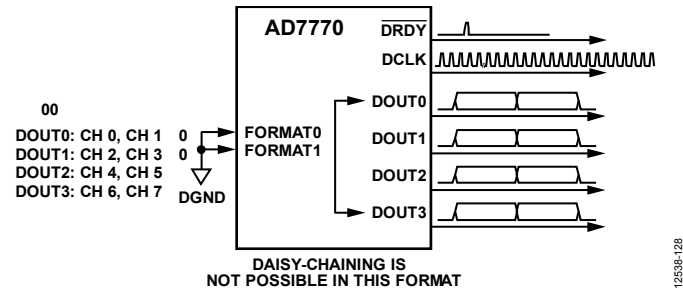 AD7770
DRDY
DCLK
DOUT0
DOUT1
DOUT2
DOUT3
FORMAT0
FORMAT1
00
DOUT0: CH 0, CH 1 0
DOUT1: CH 2, CH 3 0
DOUT2: CH 4, CH 5
DOUT3: CH 6, CH 7
DGND
DAISY-CHAINING IS
NOT POSSIBLE IN THIS FORMAT
12538-128